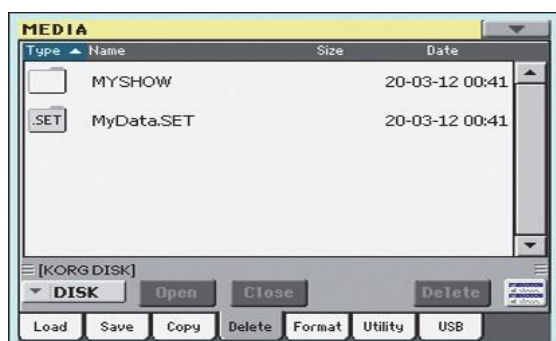 MEDIA
Type Name Size Date
MYSHOW 20-03-12 00:41
.SET MyData.SET 20-03-12 00:41
[KORG DISK]
DISK Open Close Delete
Load Save Copy Delete Format Utility USB